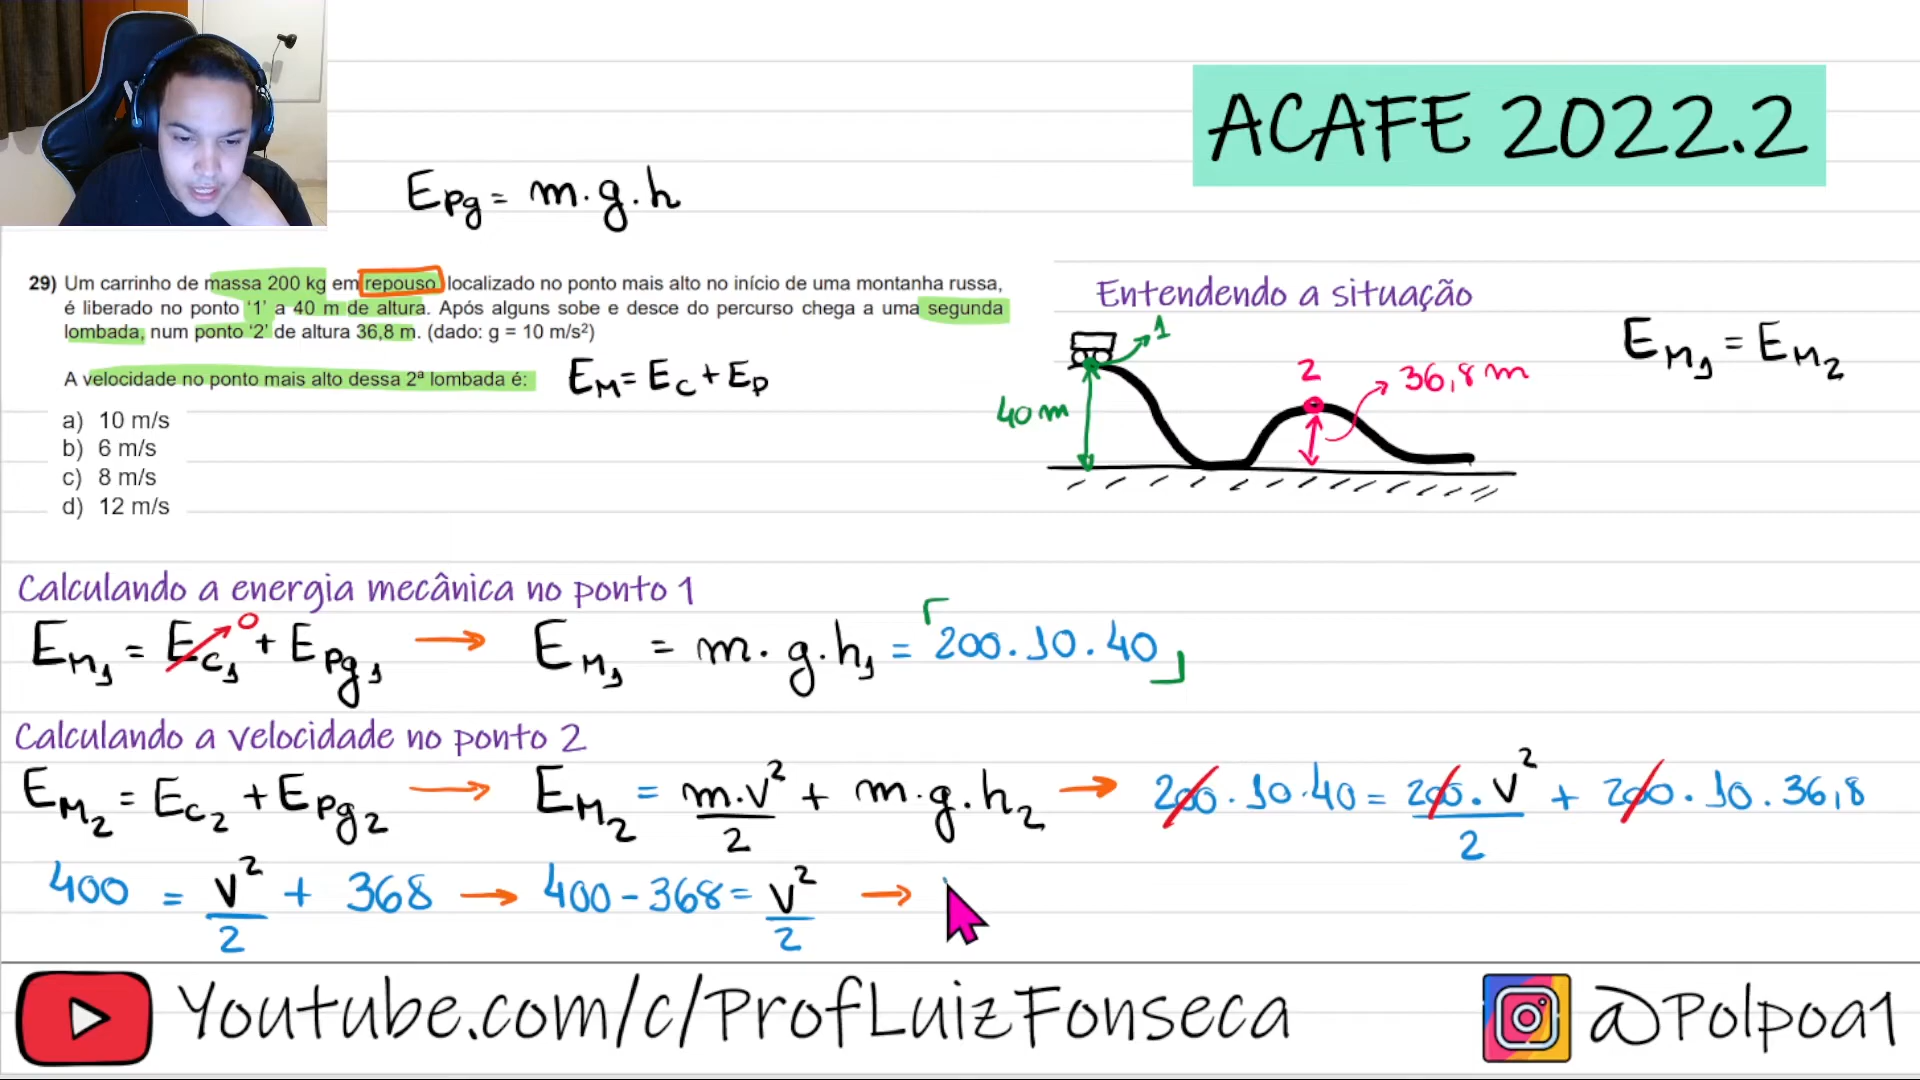 ACAFE 2022.2
Epg = m.g.h
29) Um carrinho de massa 200 kg em repouso localizado no ponto mais alto no início de uma montanha russa,
é liberado no ponto '1' a 40 m de altura. Após alguns sobe e desce do percurso chega a uma segunda
lombada, num ponto '2' de altura 36,8 m. (dado: g = 10 m/s²)
A velocidade no ponto mais alto dessa 2ª lombada é:
EM = EC + EP
a) 10 m/s
b) 6 m/s
c) 8 m/s
d) 12 m/s
Entendendo a situação
1
40 m
2
36,8 m
EM1 = EM2
Calculando a energia mecânica no ponto 1
EM1 = EC1 0 + Epg1 → EM1 = m.g.h1 = 200.10.40
Calculando a velocidade no ponto 2
EM2 = EC2 + Epg2 → EM2 = m.v²/2 + m.g.h2 → 200.10.40 = 200.v²/2 + 200.10.36,8
400 = v²/2 + 368 → 400 - 368 = v²/2 →
Youtube.com/c/ProfLuizFonseca
@Polpoa1